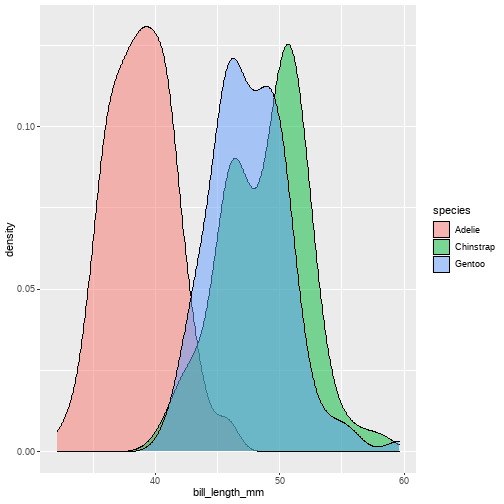 0.10
0.05
0.00
density
40
50
60
bill_length_mm
species
Adelie
Chinstrap
Gentoo